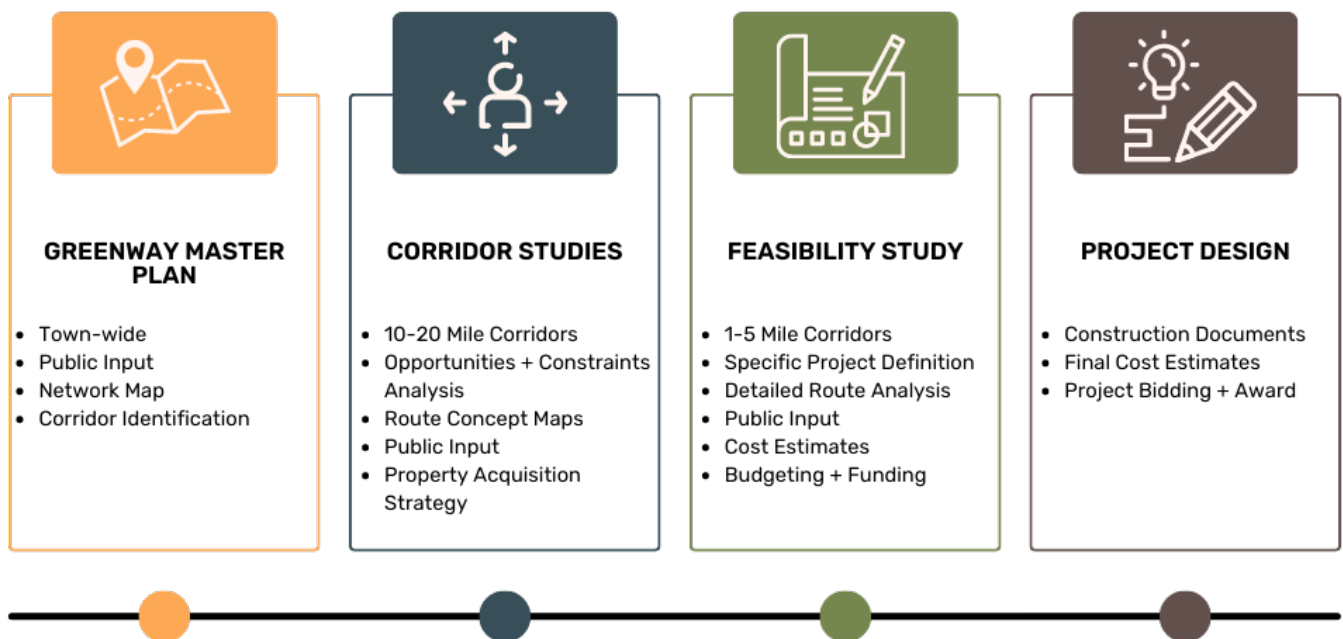 GREENWAY MASTER
PLAN
• Town-wide
• Public Input
• Network Map
• Corridor Identification
CORRIDOR STUDIES
• 10-20 Mile Corridors
• Opportunities + Constraints
Analysis
• Route Concept Maps
• Public Input
• Property Acquisition
Strategy
FEASIBILITY STUDY
• 1-5 Mile Corridors
• Specific Project Definition
• Detailed Route Analysis
• Public Input
• Cost Estimates
• Budgeting + Funding
PROJECT DESIGN
• Construction Documents
• Final Cost Estimates
• Project Bidding + Award